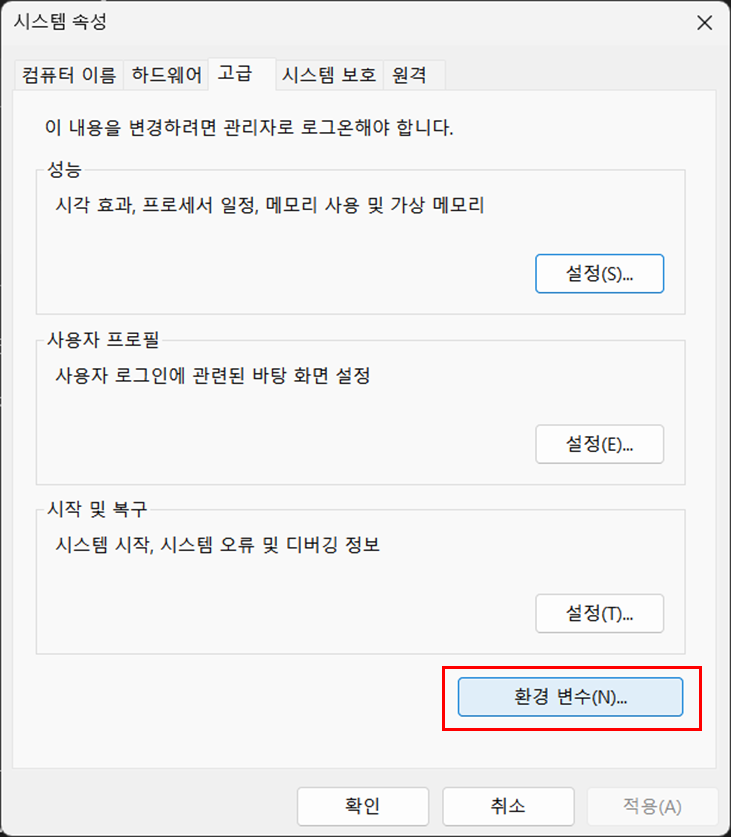 시스템 속성
컴퓨터 이름 하드웨어 고급 시스템 보호 원격
이 내용을 변경하려면 관리자로 로그온해야 합니다.
성능
시각 효과, 프로세서 일정, 메모리 사용 및 가상 메모리
설정(S)...
사용자 프로필
사용자 로그인에 관련된 바탕 화면 설정
설정(E)...
시작 및 복구
시스템 시작, 시스템 오류 및 디버깅 정보
설정(T)...
환경 변수(N)...
확인 취소 적용(A)